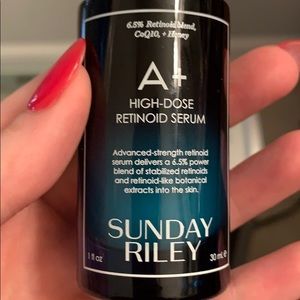 6.5% Retinoid Blend,
CoQ10, + Honey
A+
HIGH-DOSE
RETINOID SERUM
Advanced-strength retinoid
serum delivers a 6.5% power
blend of stabilized retinoids
and retinoid-like botanical
extracts into the skin.
SUNDAY
RILEY
1 fl oz 30 ml e